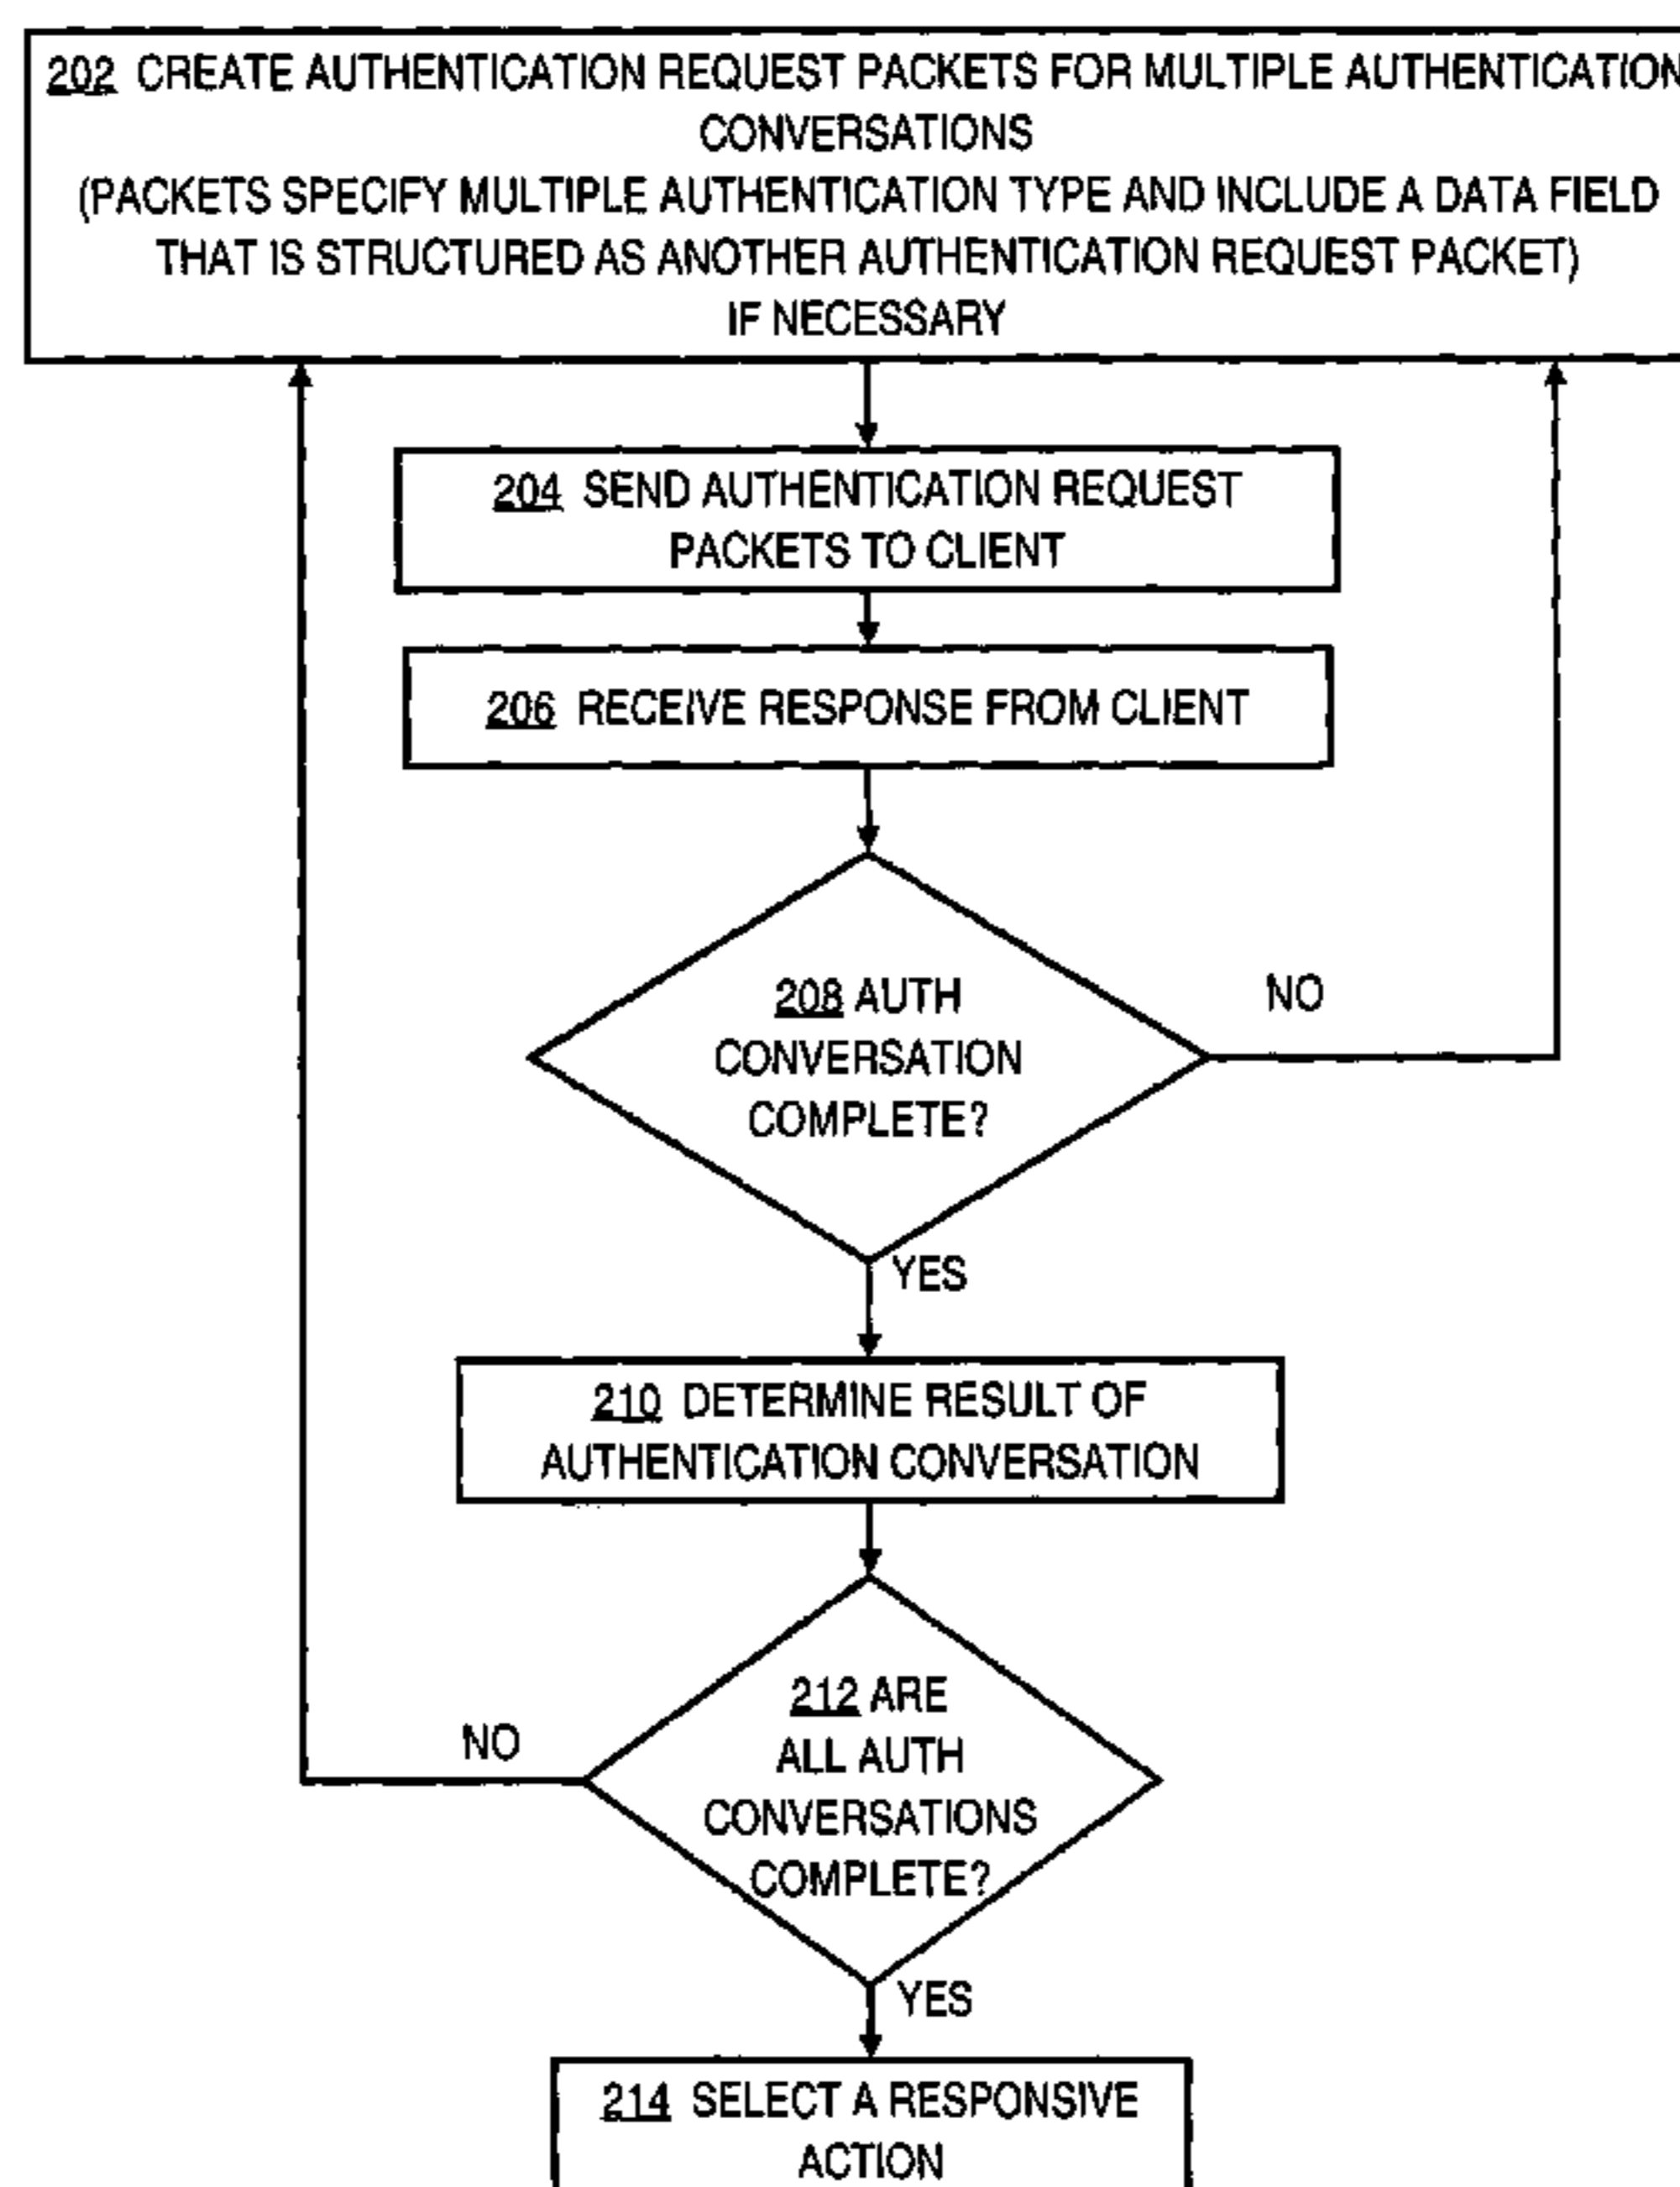 202 CREATE AUTHENTICATION REQUEST PACKETS FOR MULTIPLE AUTHENTICATION
CONVERSATIONS
(PACKETS SPECIFY MULTIPLE AUTHENTICATION TYPE AND INCLUDE A DATA FIELD
THAT IS STRUCTURED AS ANOTHER AUTHENTICATION REQUEST PACKET)
IF NECESSARY
204 SEND AUTHENTICATION REQUEST
PACKETS TO CLIENT
206 RECEIVE RESPONSE FROM CLIENT
208 AUTH
CONVERSATION
COMPLETE?
NO
YES
210 DETERMINE RESULT OF
AUTHENTICATION CONVERSATION
212 ARE
ALL AUTH
CONVERSATIONS
COMPLETE?
NO
YES
214 SELECT A RESPONSIVE
ACTION